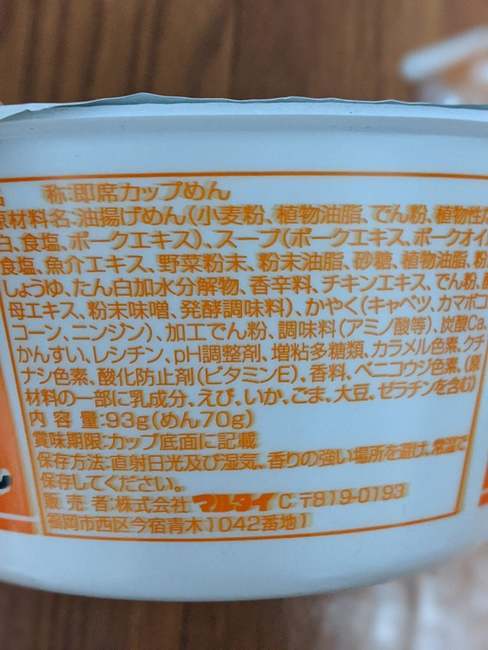 称:即席カップめん
原材料名:油揚げめん(小麦粉、植物油脂、でん粉、植物性た
白、食塩、ポークエキス)、スープ(ポークエキス、ポークオイ
食塩、魚介エキス、野菜粉末、粉末油脂、砂糖、植物油脂、粉
しょうゆ、たん白加水分解物、香辛料、チキンエキス、でん粉、
母エキス、粉末味噌、発酵調味料)、かやく(キャベツ、カマボコ
コーン、ニンジン)、加工でん粉、調味料(アミノ酸等)、炭酸Ca、
かんすい、レシチン、pH調整剤、増粘多糖類、カラメル色素、クチ
ナシ色素、酸化防止剤(ビタミンE)、香料、ベニコウジ色素、(原
材料の一部に乳成分、えび、いか、ごま、大豆、ゼラチンを含む)
内 容 量:93g(めん70g)
賞味期限:カップ底面に記載
保存方法:直射日光及び湿気、香りの強い場所を避け、常温で
保存してください。
販 売 者:株式会社 マルタイ C 〒819-0193
福岡市西区今宿青木1042番地1